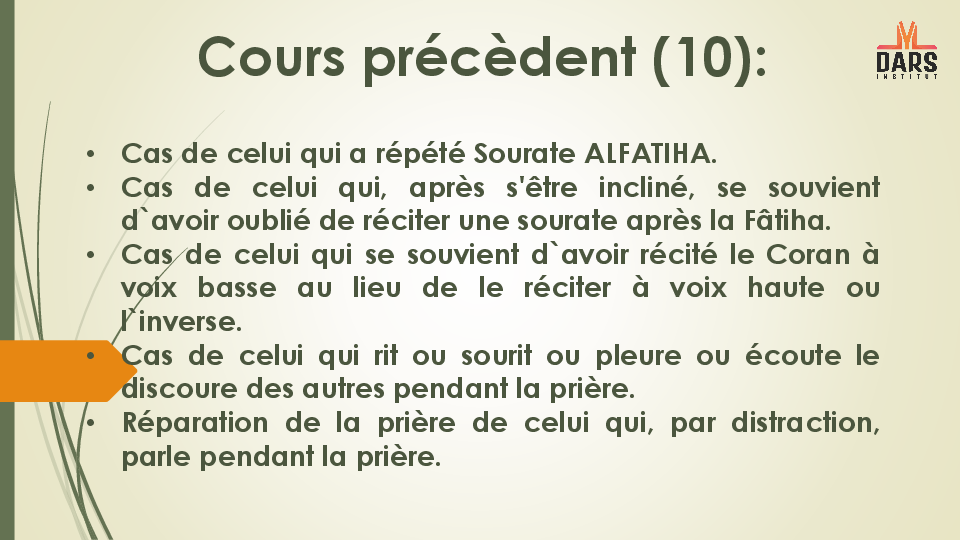 Cours précèdent (10):
DARS
INSTITUT
• Cas de celui qui a répété Sourate ALFATIHA.
• Cas de celui qui, après s'être incliné, se souvient
d`avoir oublié de réciter une sourate après la Fâtiha.
• Cas de celui qui se souvient d`avoir récité le Coran à
voix basse au lieu de le réciter à voix haute ou
l`inverse.
• Cas de celui qui rit ou sourit ou pleure ou écoute le
discoure des autres pendant la prière.
• Réparation de la prière de celui qui, par distraction,
parle pendant la prière.